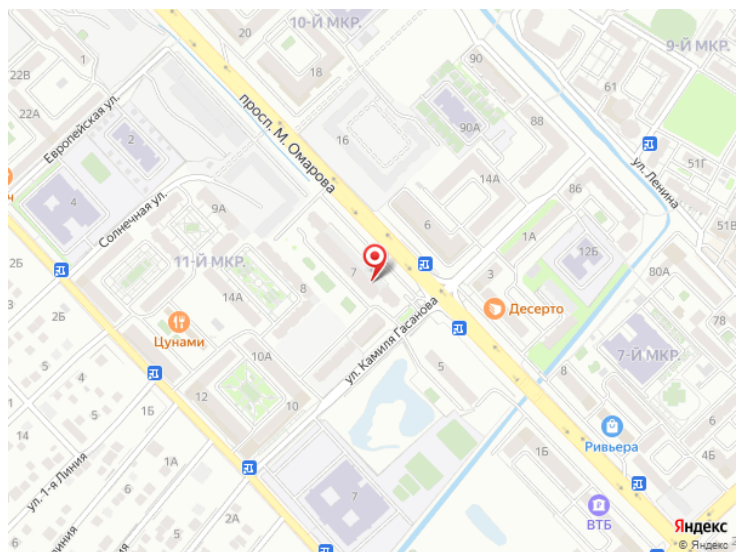 10-Й МКР.
20
18
1
22В
22А
Европейская ул.
2
просп. М. Омарова
90
90А
88
16
14А
9-Й МКР.
61
51Г
ул. Ленина
51В
4
Солнечная ул.
9А
6
86
1А
12Б
2Б
11-Й МКР.
8
7
3
80А
14А
2Б
Цунами
Десерто
78
10А
ул. Камиля Гасанова
5
7-Й МКР.
6
5
12
10
8
4
1Б
14
Ривьера
ул. 1-я Линия
1А
1Б
4Б
2А
7
ВТБ
Яндекс
© Яндекс